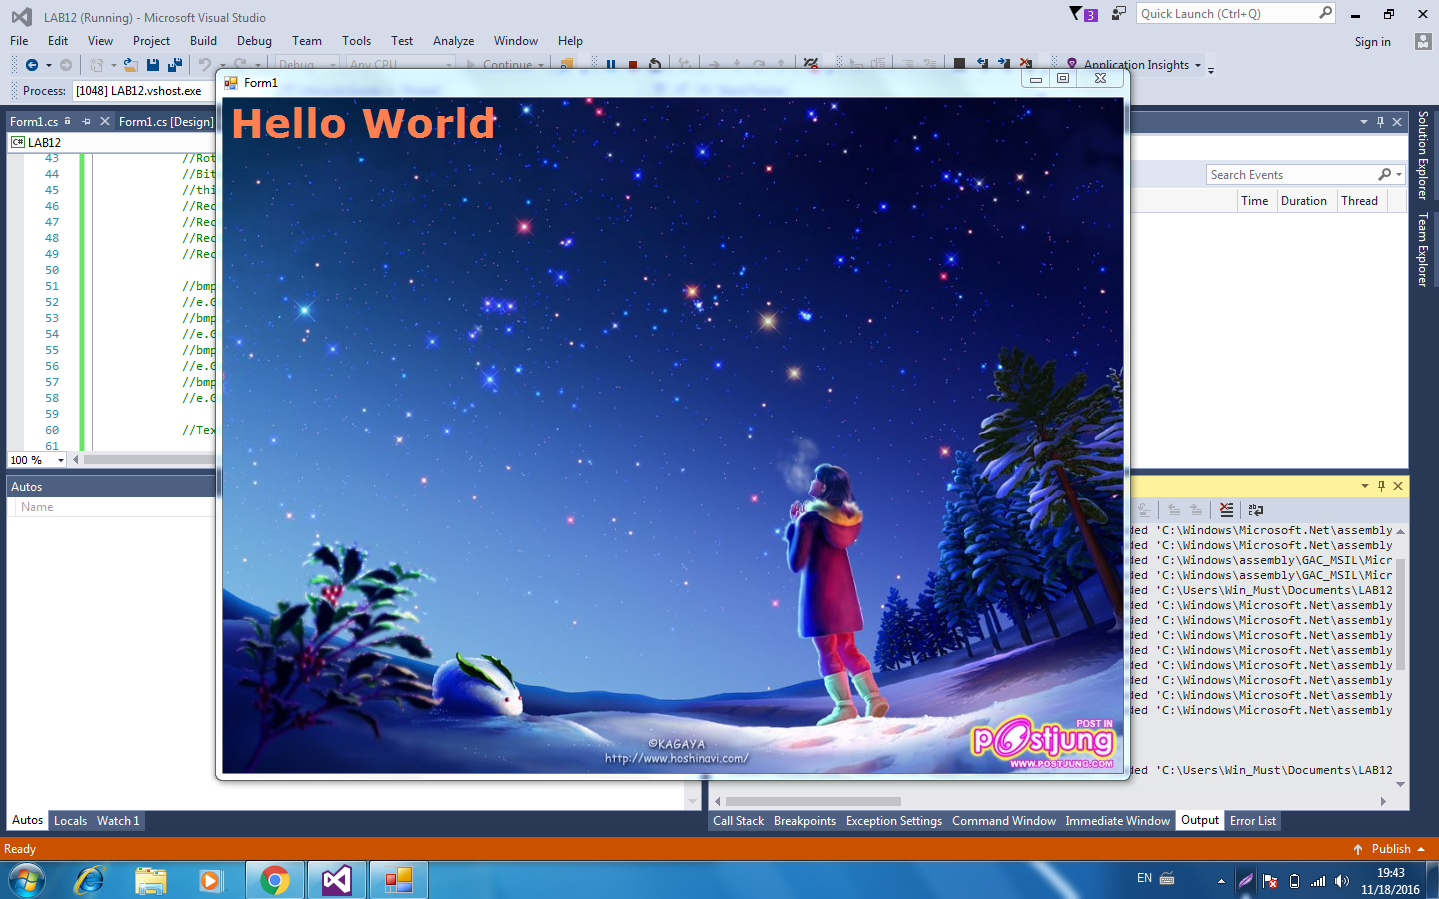 LAB12 (Running) - Microsoft Visual Studio
3
Quick Launch (Ctrl+Q)
File Edit View Project Build Debug Team Tools Test Analyze Window Help
Sign in
Debug Any CPU Continue Application Insights
Process: [1048] LAB12.vshost.exe
Form1
Form1.cs Form1.cs [Design]
C# LAB12
Hello World
43 //Rot
44 //Bit
45 //thi
46 //Rec
47 //Rec
48 //Rec
49 //Rec
50
51 //bmp
52 //e.G
53 //bmp
54 //e.G
55 //bmp
56 //e.G
57 //bmp
58 //e.G
59
60 //Tex
61
100 %
Search Events
Time Duration Thread
Solution Explorer
Team Explorer
Autos
Name
ded 'C:\Windows\Microsoft.Net\assembly
ded 'C:\Windows\Microsoft.Net\assembly
ded 'C:\Windows\assembly\GAC_MSIL\Micr
ded 'C:\Windows\assembly\GAC_MSIL\Micr
ded 'C:\Users\Win_Must\Documents\LAB12
ded 'C:\Windows\Microsoft.Net\assembly
ded 'C:\Windows\Microsoft.Net\assembly
ded 'C:\Windows\Microsoft.Net\assembly
ded 'C:\Windows\Microsoft.Net\assembly
ded 'C:\Windows\Microsoft.Net\assembly
ded 'C:\Windows\Microsoft.Net\assembly
ded 'C:\Windows\Microsoft.Net\assembly
ded 'C:\Windows\Microsoft.Net\assembly
ded 'C:\Users\Win_Must\Documents\LAB12
©KAGAYA
http://www.hoshinavi.com/
POST IN
postjung
WWW.POSTJUNG.COM
Autos Locals Watch 1
Call Stack Breakpoints Exception Settings Command Window Immediate Window Output Error List
Ready
Publish
EN
19:43
11/18/2016